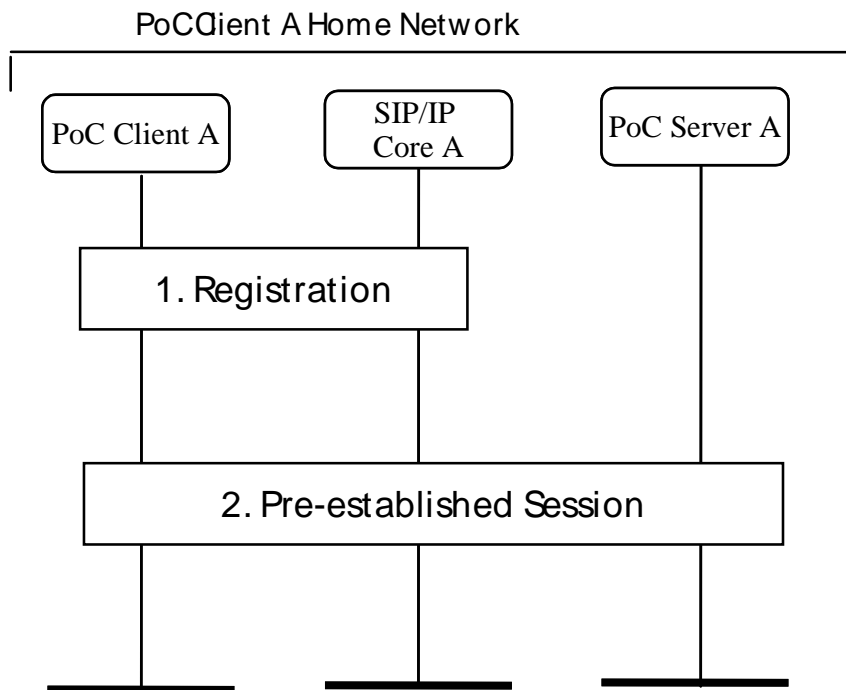 PoCClient A Home Network
PoC Client A
SIP/IP
Core A
PoC Server A
1. Registration
2. Pre-established Session